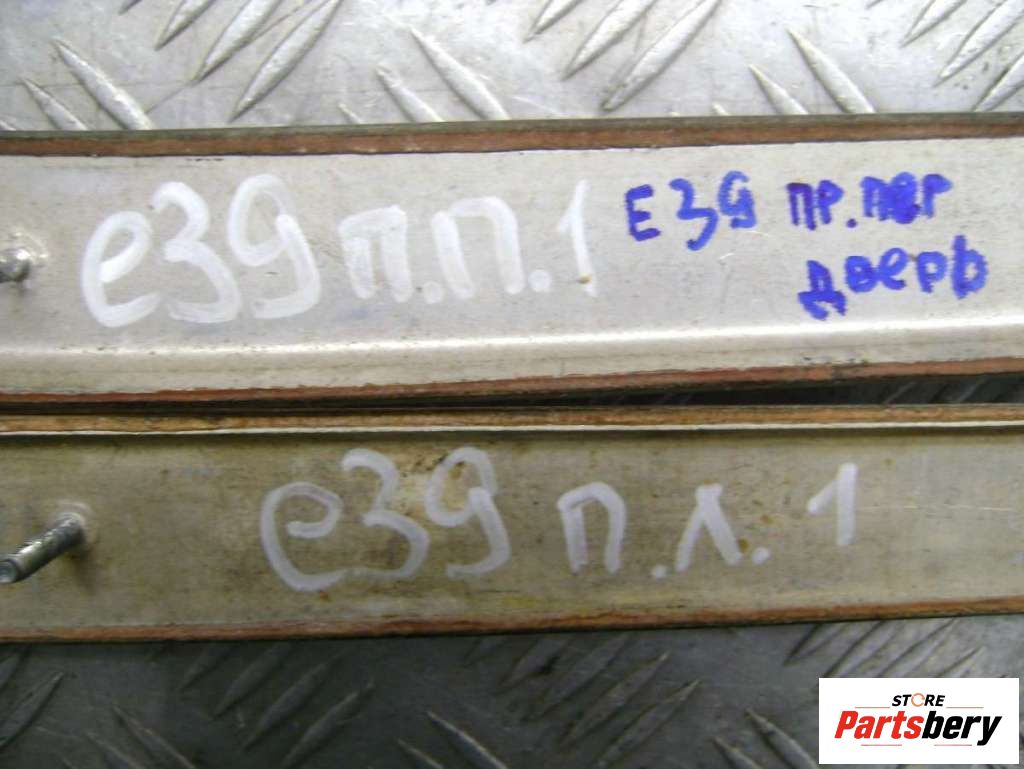 е39 п.п.1
Е39 пр.пер
дверь
е39 п.л.1
STORE
Partsbery